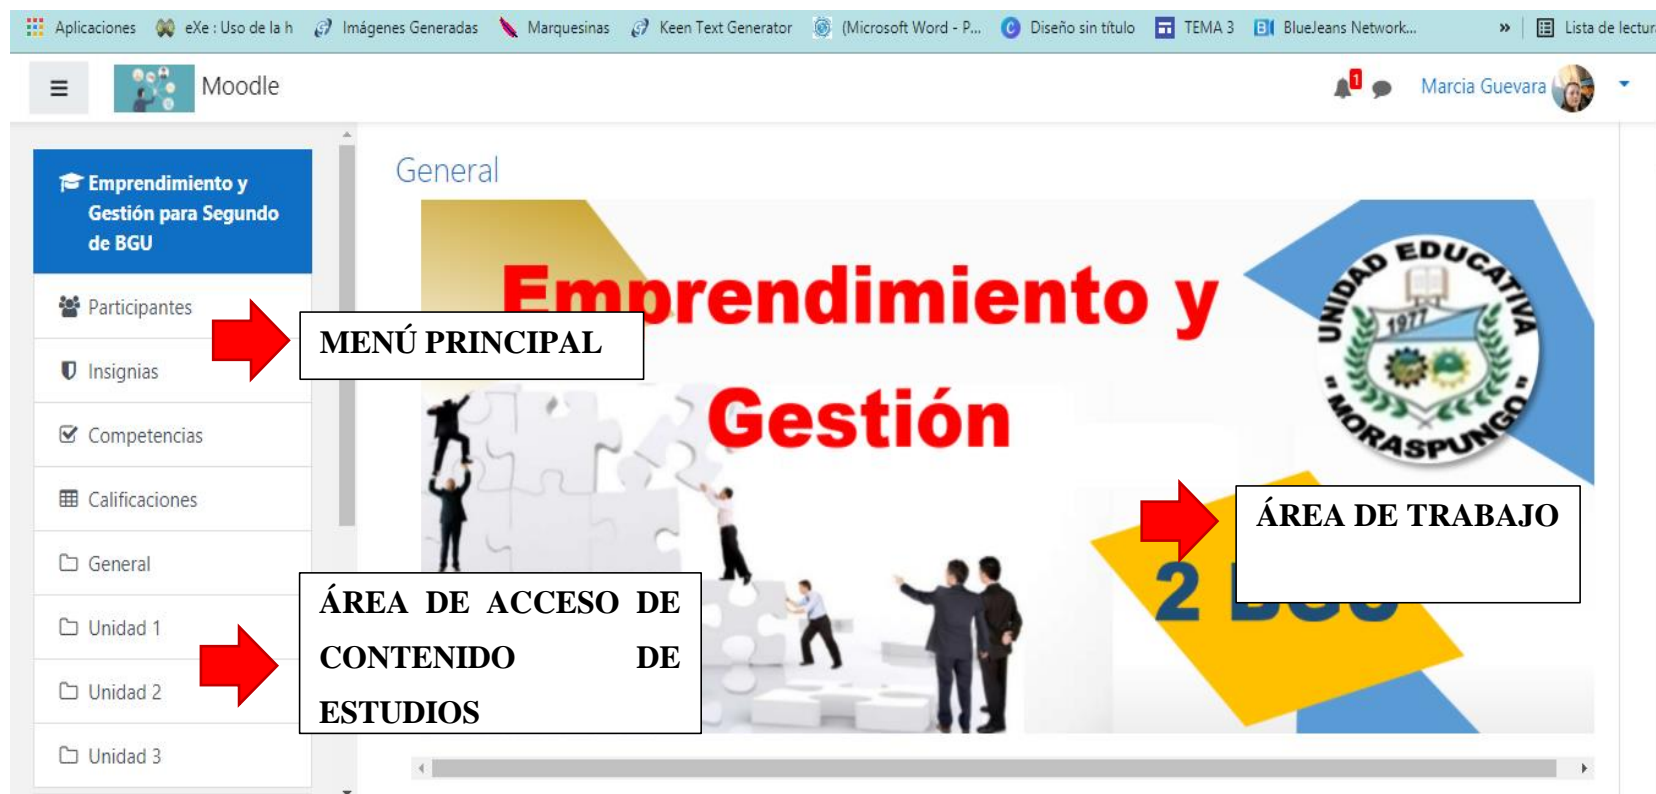 Aplicaciones eXe : Uso de la h Imágenes Generadas Marquesinas Keen Text Generator (Microsoft Word - P... Diseño sin título TEMA 3 BlueJeans Network... » Lista de lectur
Moodle 1 Marcia Guevara
Emprendimiento y
Gestión para Segundo
de BGU
Participantes
Insignias
Competencias
Calificaciones
General
Unidad 1
Unidad 2
Unidad 3
General
Emprendimiento y
Gestión
UNIDAD EDUCATIVA
1977
"MORASPUNGO"
2 BGU
MENÚ PRINCIPAL
ÁREA DE TRABAJO
ÁREA DE ACCESO DE
CONTENIDO DE
ESTUDIOS